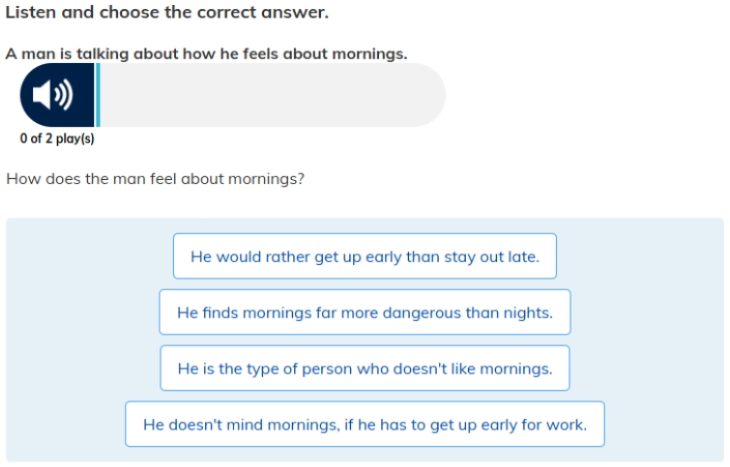 Listen and choose the correct answer.
A man is talking about how he feels about mornings.
0 of 2 play(s)
How does the man feel about mornings?
He would rather get up early than stay out late.
He finds mornings far more dangerous than nights.
He is the type of person who doesn't like mornings.
He doesn't mind mornings, if he has to get up early for work.